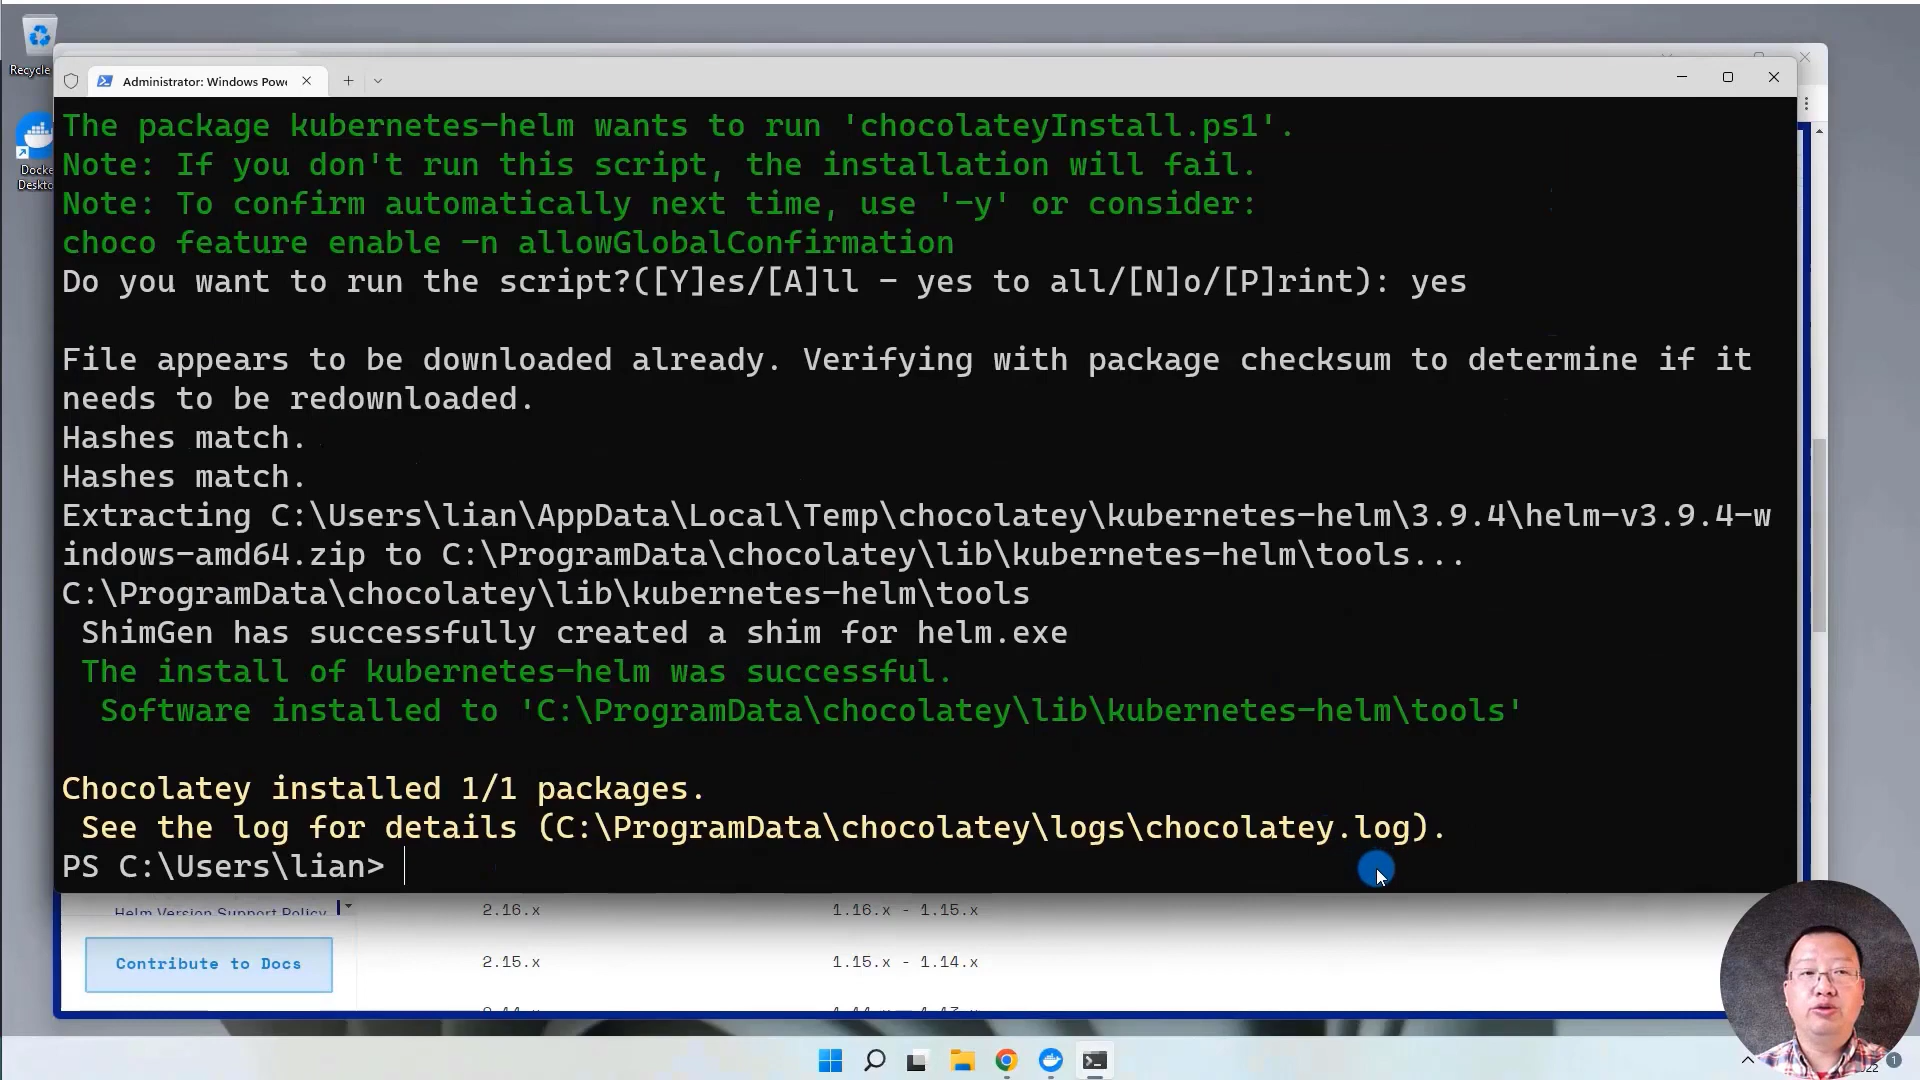 Recycle
Docke
Deskto
Administrator: Windows Powe
The package kubernetes-helm wants to run 'chocolateyInstall.ps1'.
Note: If you don't run this script, the installation will fail.
Note: To confirm automatically next time, use '-y' or consider:
choco feature enable -n allowGlobalConfirmation
Do you want to run the script?([Y]es/[A]ll - yes to all/[N]o/[P]rint): yes
File appears to be downloaded already. Verifying with package checksum to determine if it
needs to be redownloaded.
Hashes match.
Hashes match.
Extracting C:\Users\lian\AppData\Local\Temp\chocolatey\kubernetes-helm\3.9.4\helm-v3.9.4-w
indows-amd64.zip to C:\ProgramData\chocolatey\lib\kubernetes-helm\tools...
C:\ProgramData\chocolatey\lib\kubernetes-helm\tools
ShimGen has successfully created a shim for helm.exe
The install of kubernetes-helm was successful.
Software installed to 'C:\ProgramData\chocolatey\lib\kubernetes-helm\tools'
Chocolatey installed 1/1 packages.
See the log for details (C:\ProgramData\chocolatey\logs\chocolatey.log).
PS C:\Users\lian>
Helm Version Support Policy
2.16.x 1.16.x - 1.15.x
Contribute to Docs
2.15.x 1.15.x - 1.14.x
1